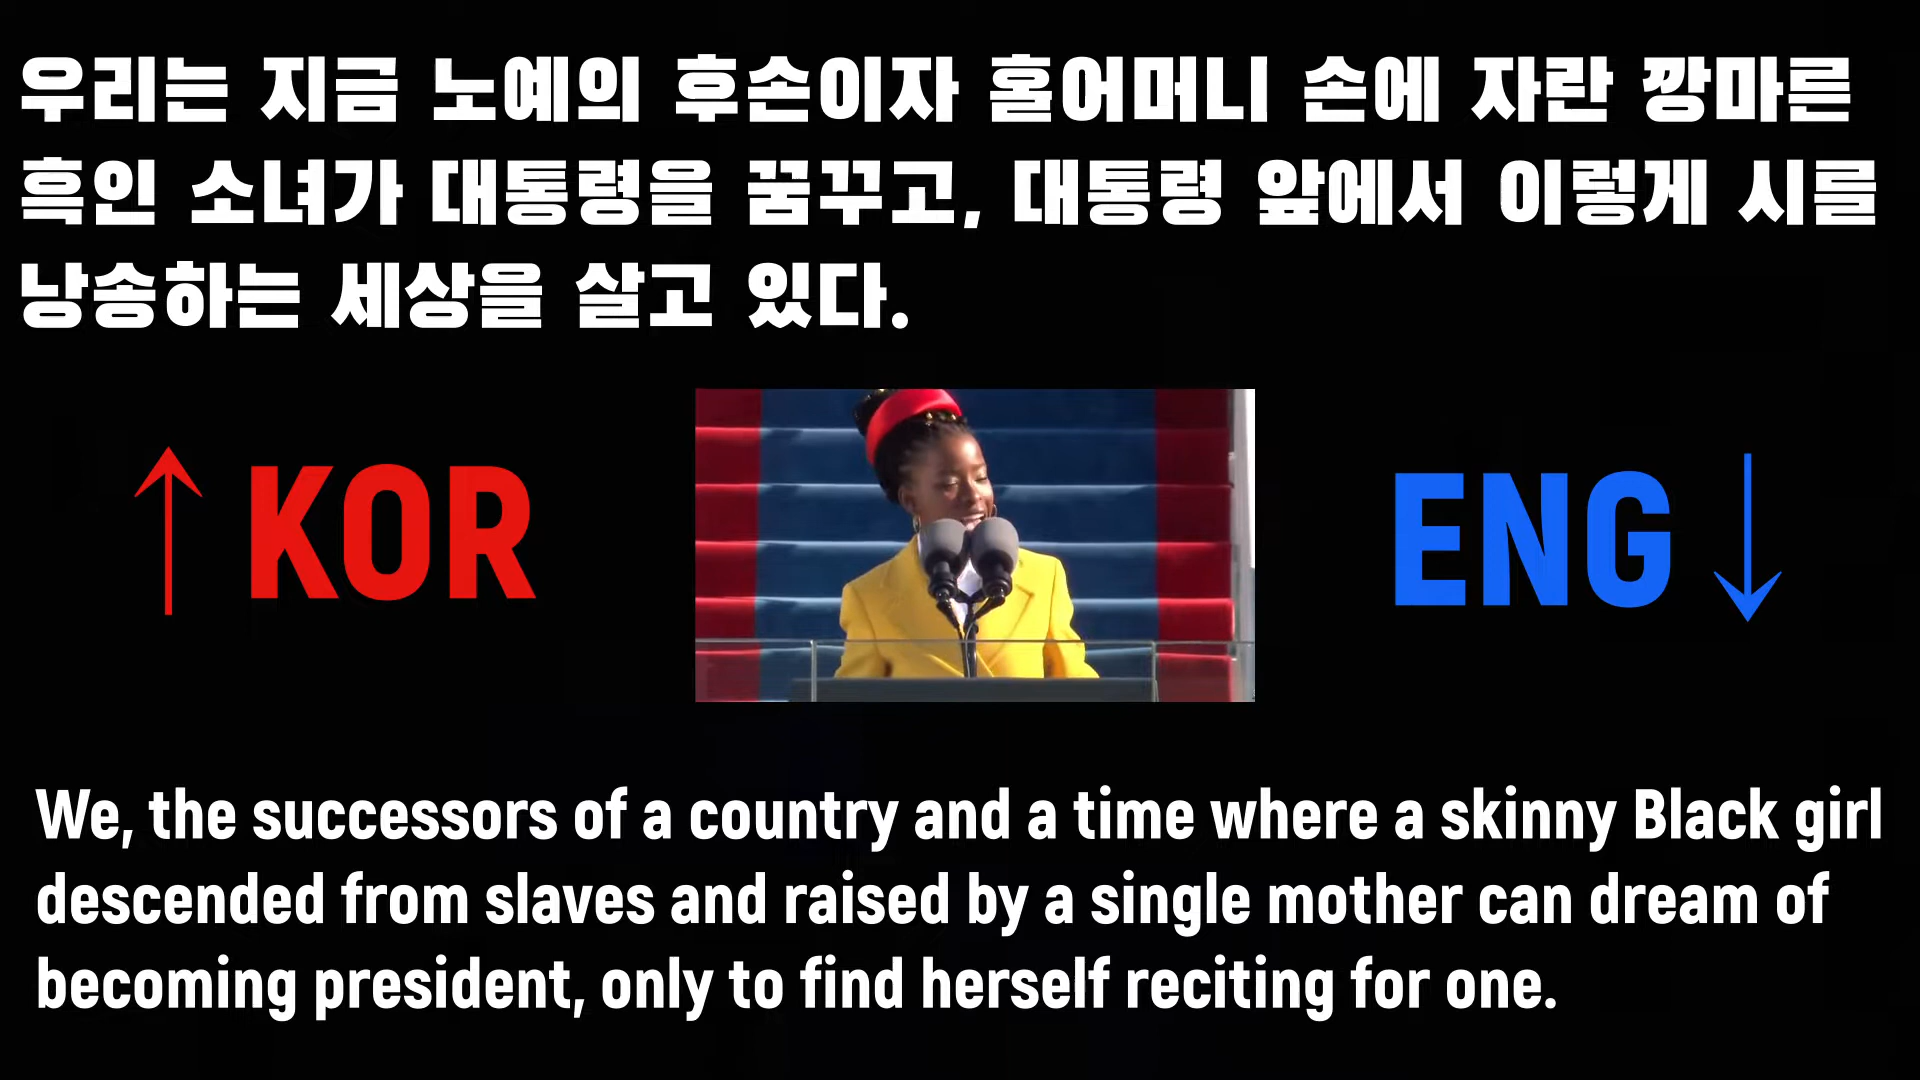 우리는 지금 노예의 후손이자 홀어머니 손에 자란 깡마른
흑인 소녀가 대통령을 꿈꾸고, 대통령 앞에서 이렇게 시를
낭송하는 세상을 살고 있다.
↑ KOR
ENG ↓
We, the successors of a country and a time where a skinny Black girl
descended from slaves and raised by a single mother can dream of
becoming president, only to find herself reciting for one.